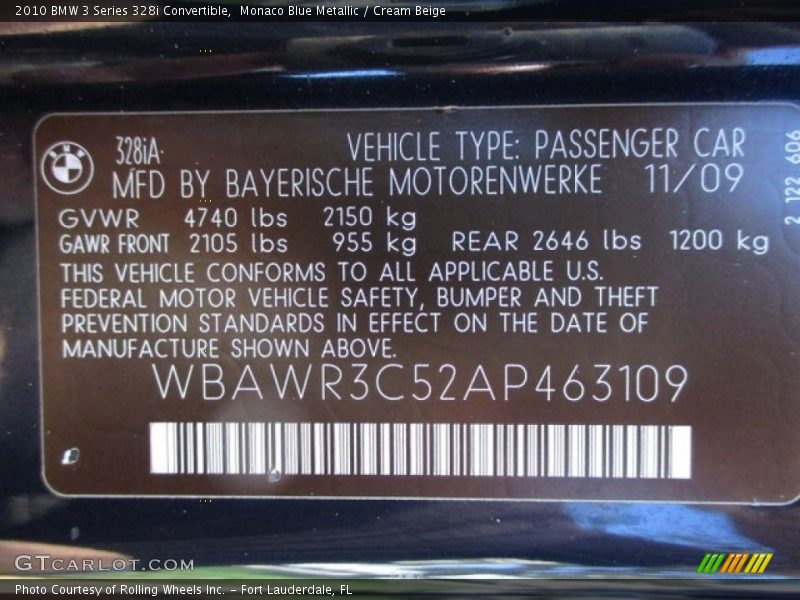 2010 BMW 3 Series 328i Convertible,  Monaco Blue Metallic / Cream Beige
328iA
VEHICLE TYPE: PASSENGER CAR
MFD BY BAYERISCHE MOTORENWERKE 11/09
GVWR 4740 lbs 2150 kg
GAWR FRONT 2105 lbs 955 kg REAR 2646 lbs 1200 kg
THIS VEHICLE CONFORMS TO ALL APPLICABLE U.S.
FEDERAL MOTOR VEHICLE SAFETY, BUMPER AND THEFT
PREVENTION STANDARDS IN EFFECT ON THE DATE OF
MANUFACTURE SHOWN ABOVE.
WBAWR3C52AP463109
2 122 606
GTCARLOT.COM
Photo Courtesy of Rolling Wheels Inc. – Fort Lauderdale, FL